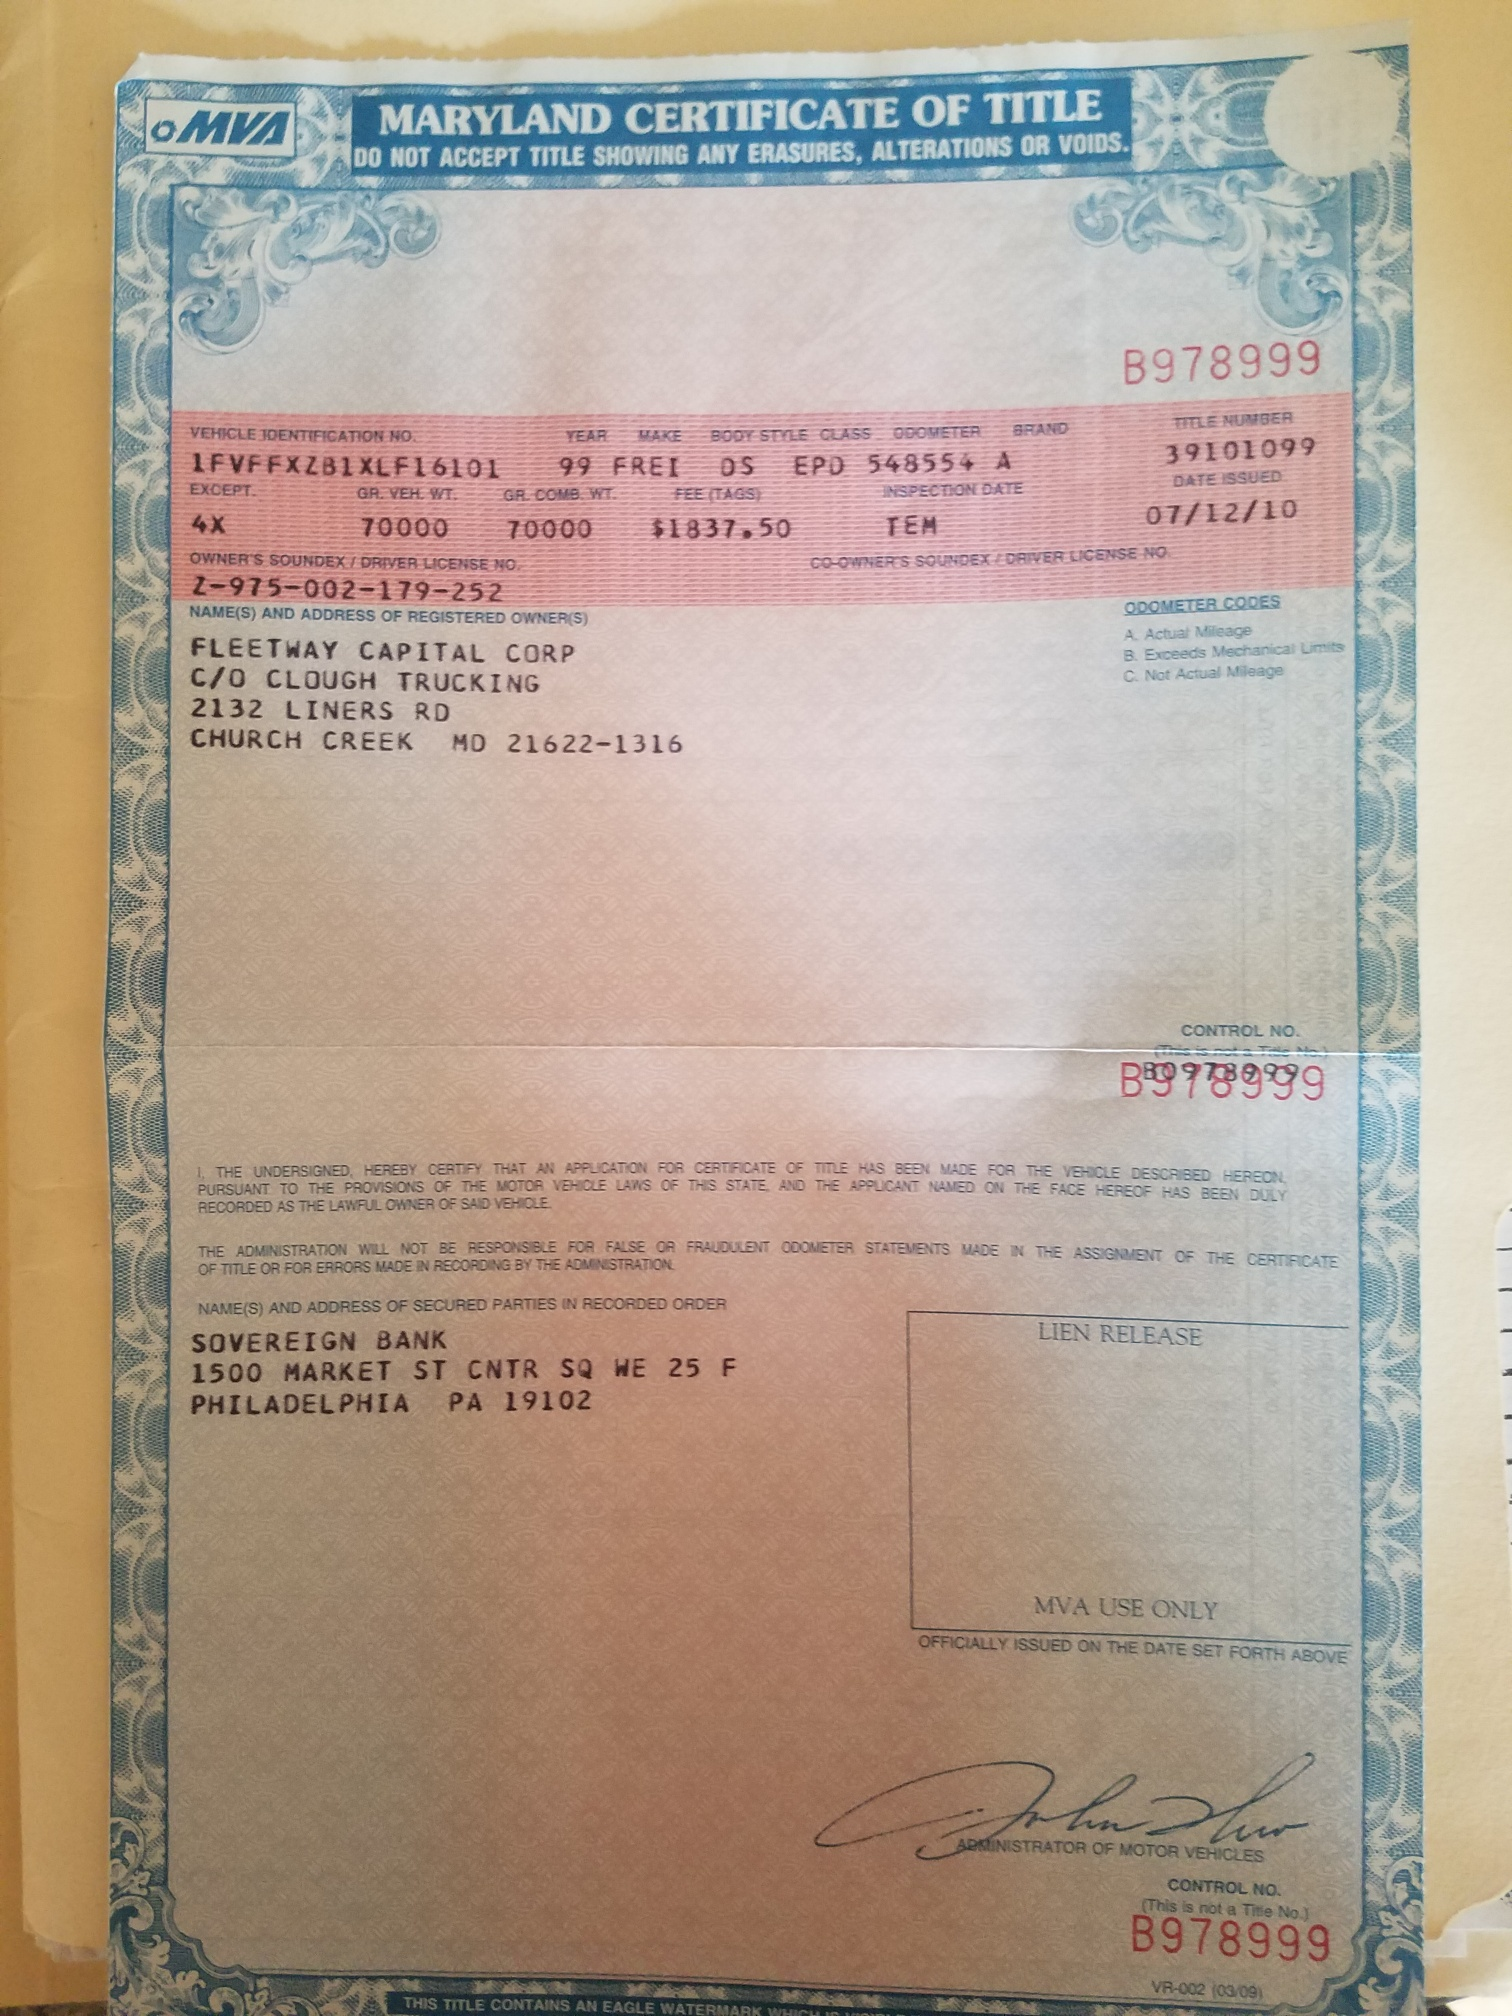 MVA
MARYLAND CERTIFICATE OF TITLE
DO NOT ACCEPT TITLE SHOWING ANY ERASURES, ALTERATIONS OR VOIDS.
B978999
VEHICLE IDENTIFICATION NO. YEAR MAKE BODY STYLE CLASS ODOMETER BRAND TITLE NUMBER
1FVFFXZB1XLF16101 99 FREI DS EPD 548554 A 39101099
EXCEPT. GR. VEH. WT. GR. COMB. WT. FEE (TAGS) INSPECTION DATE DATE ISSUED
4X 70000 70000 $1837.50 TEM 07/12/10
OWNER'S SOUNDEX / DRIVER LICENSE NO. CO-OWNER'S SOUNDEX / DRIVER LICENSE NO.
Z-975-002-179-252
NAME(S) AND ADDRESS OF REGISTERED OWNER(S) ODOMETER CODES
FLEETWAY CAPITAL CORP A. Actual Mileage
C/O CLOUGH TRUCKING B. Exceeds Mechanical Limits
2132 LINERS RD C. Not Actual Mileage
CHURCH CREEK MD 21622-1316
CONTROL NO.
(This is not a Title No.)
B0978999
B978999
I, THE UNDERSIGNED, HEREBY CERTIFY THAT AN APPLICATION FOR CERTIFICATE OF TITLE HAS BEEN MADE FOR THE VEHICLE DESCRIBED HEREON,
PURSUANT TO THE PROVISIONS OF THE MOTOR VEHICLE LAWS OF THIS STATE, AND THE APPLICANT NAMED ON THE FACE HEREOF HAS BEEN DULY
RECORDED AS THE LAWFUL OWNER OF SAID VEHICLE.
THE ADMINISTRATION WILL NOT BE RESPONSIBLE FOR FALSE OR FRAUDULENT ODOMETER STATEMENTS MADE IN THE ASSIGNMENT OF THE CERTIFICATE
OF TITLE OR FOR ERRORS MADE IN RECORDING BY THE ADMINISTRATION.
NAME(S) AND ADDRESS OF SECURED PARTIES IN RECORDED ORDER
SOVEREIGN BANK
1500 MARKET ST CNTR SQ WE 25 F
PHILADELPHIA PA 19102
LIEN RELEASE
MVA USE ONLY
OFFICIALLY ISSUED ON THE DATE SET FORTH ABOVE
John
ADMINISTRATOR OF MOTOR VEHICLES
CONTROL NO.
(This is not a Title No.)
B978999
VR-002 (03/09)
THIS TITLE CONTAINS AN EAGLE WATERMARK WHICH IS